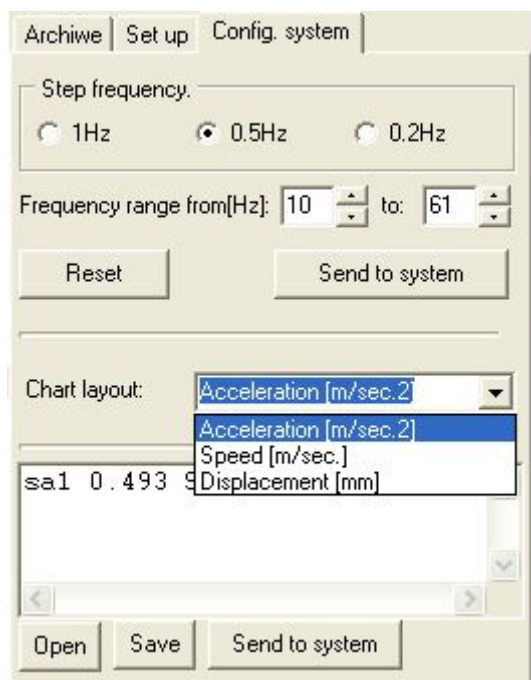 Archiwe Set up Config. system
Step frequency.
1Hz 0.5Hz 0.2Hz
Frequency range from[Hz]: 10 to: 61
Reset Send to system
Chart layout: Acceleration [m/sec.2]
Acceleration [m/sec.2]
Speed [m/sec.]
Displacement [mm]
sa1 0.493
Open Save Send to system